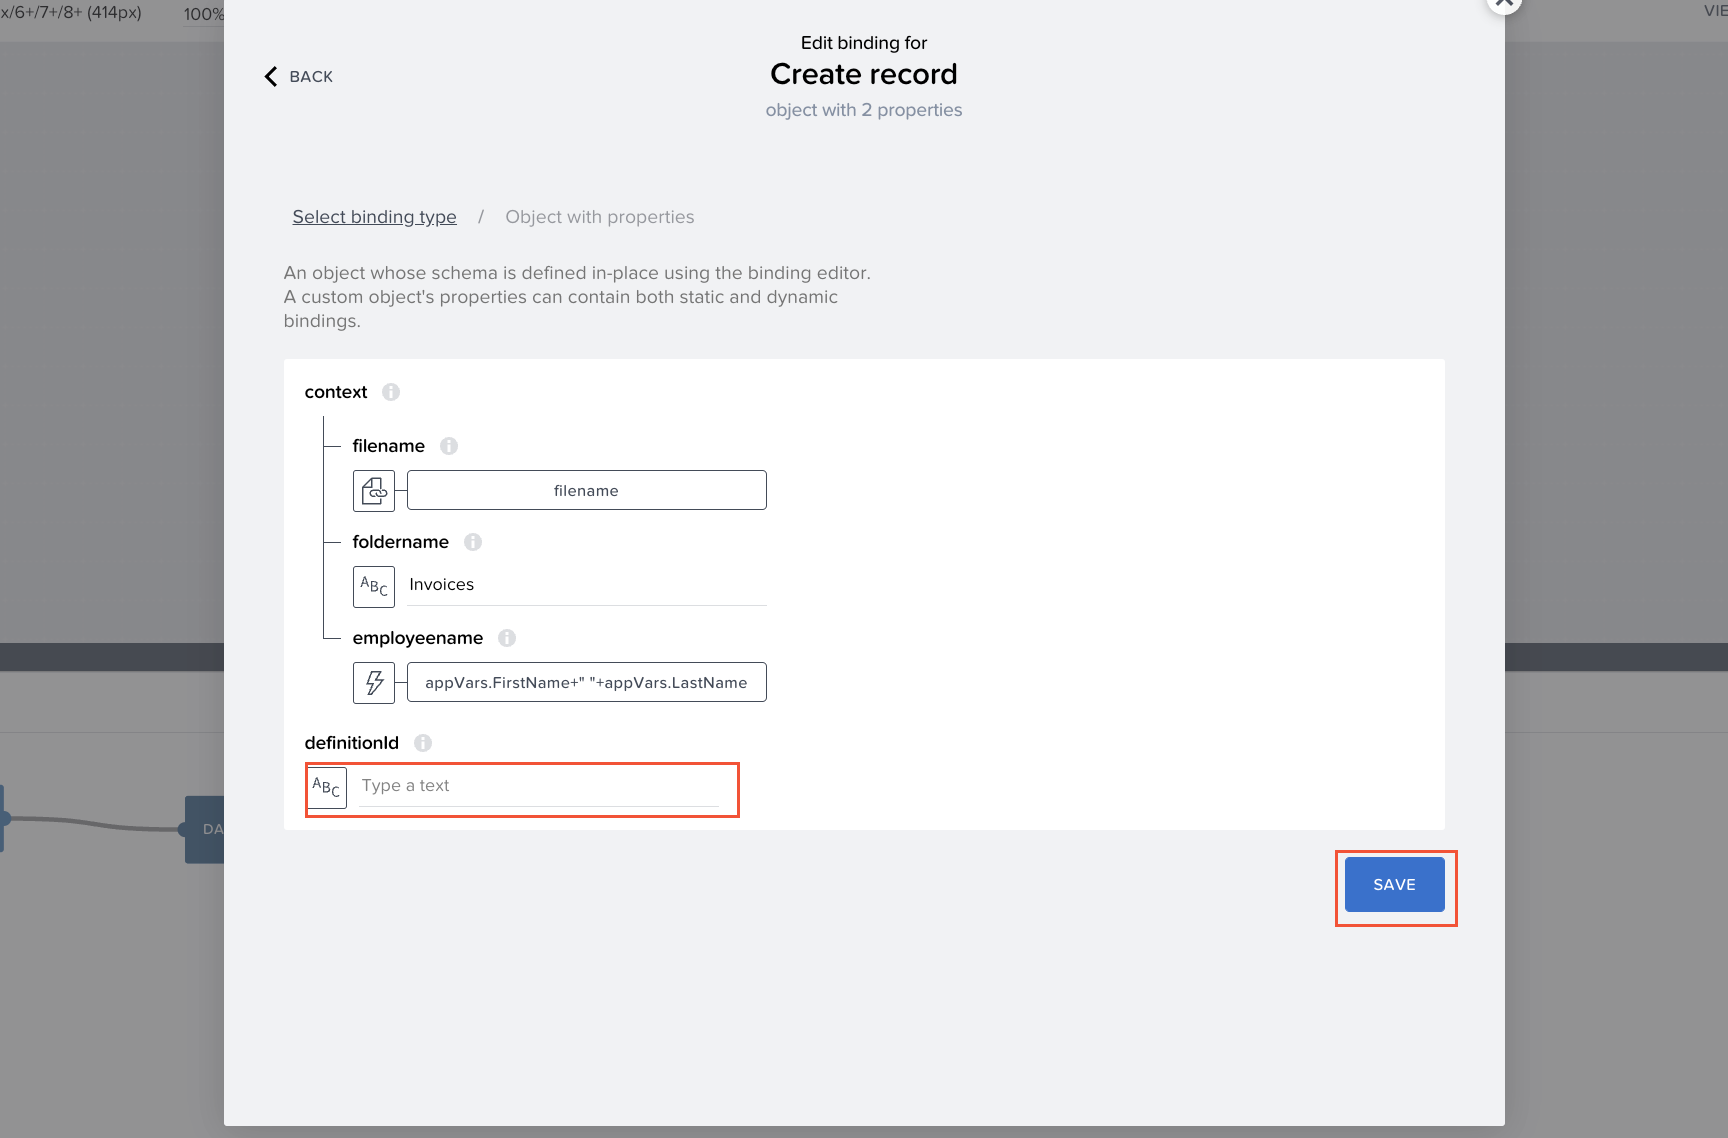 x/6+/7+/8+ (414px)
100%
VIE
Edit binding for
BACK
Create record
object with 2 properties
Select binding type / Object with properties
An object whose schema is defined in-place using the binding editor.
A custom object's properties can contain both static and dynamic
bindings.
context
filename
filename
foldername
ABC Invoices
employeename
appVars.FirstName+" "+appVars.LastName
definitionId
ABC Type a text
DA
SAVE